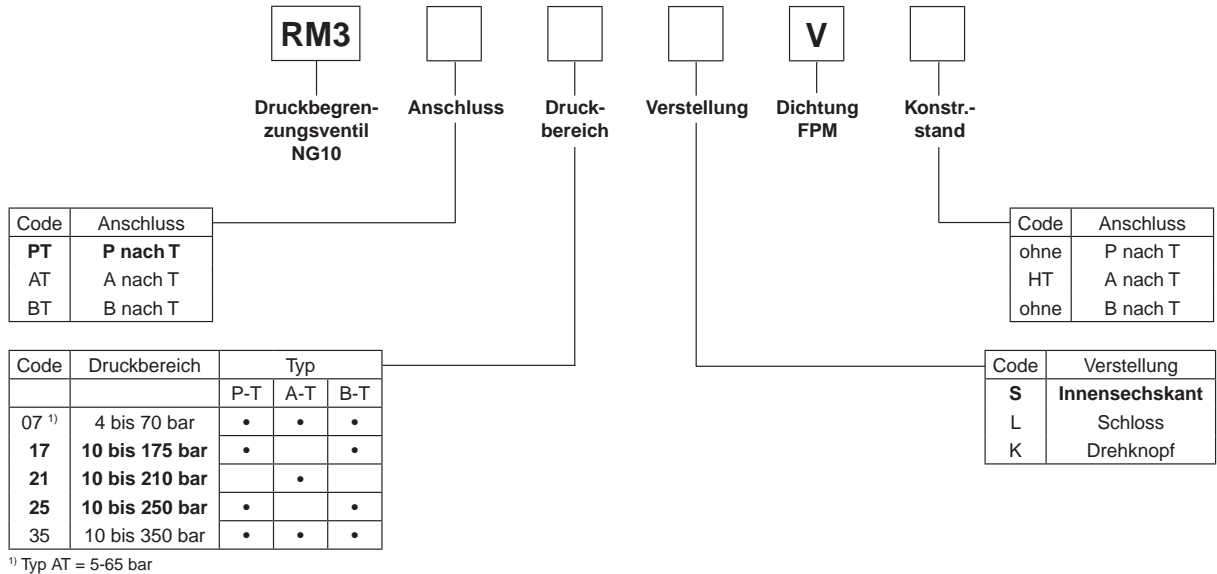 RM3 V
Druckbegren-
zungsventil
NG10
Anschluss
Druck-
bereich
Verstellung
Dichtung
FPM
Konstr.-
stand
Code Anschluss
PT P nach T
AT A nach T
BT B nach T
Code Anschluss
ohne P nach T
HT A nach T
ohne B nach T
Code Druckbereich Typ
P-T A-T B-T
07 1) 4 bis 70 bar • • •
17 10 bis 175 bar • •
21 10 bis 210 bar •
25 10 bis 250 bar • •
35 10 bis 350 bar • • •
1) Typ AT = 5-65 bar
Code Verstellung
S Innensechskant
L Schloss
K Drehknopf